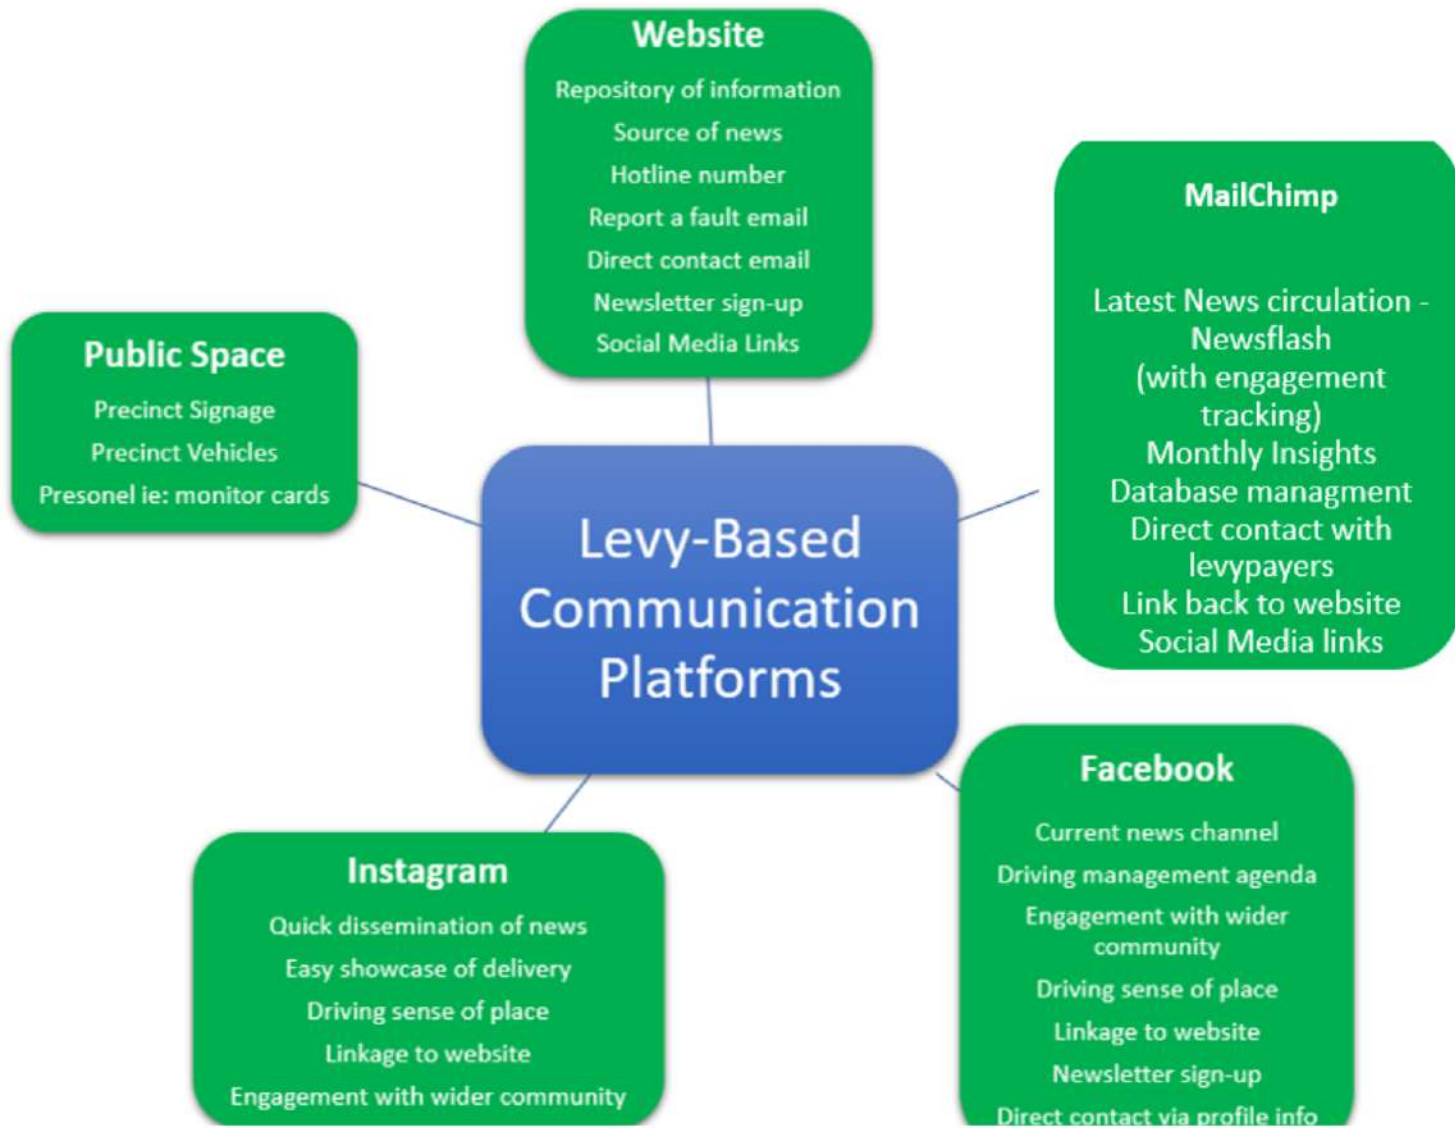 Website
Repository of information
Source of news
Hotline number
Report a fault email
Direct contact email
Newsletter sign-up
Social Media Links
MailChimp
Latest News circulation -
Newsflash
(with engagement
tracking)
Monthly Insights
Database managment
Direct contact with
levypayers
Link back to website
Social Media links
Public Space
Precinct Signage
Precinct Vehicles
Presonel ie: monitor cards
Levy-Based
Communication
Platforms
Facebook
Current news channel
Driving management agenda
Engagement with wider
community
Driving sense of place
Linkage to website
Newsletter sign-up
Direct contact via profile info
Instagram
Quick dissemination of news
Easy showcase of delivery
Driving sense of place
Linkage to website
Engagement with wider community